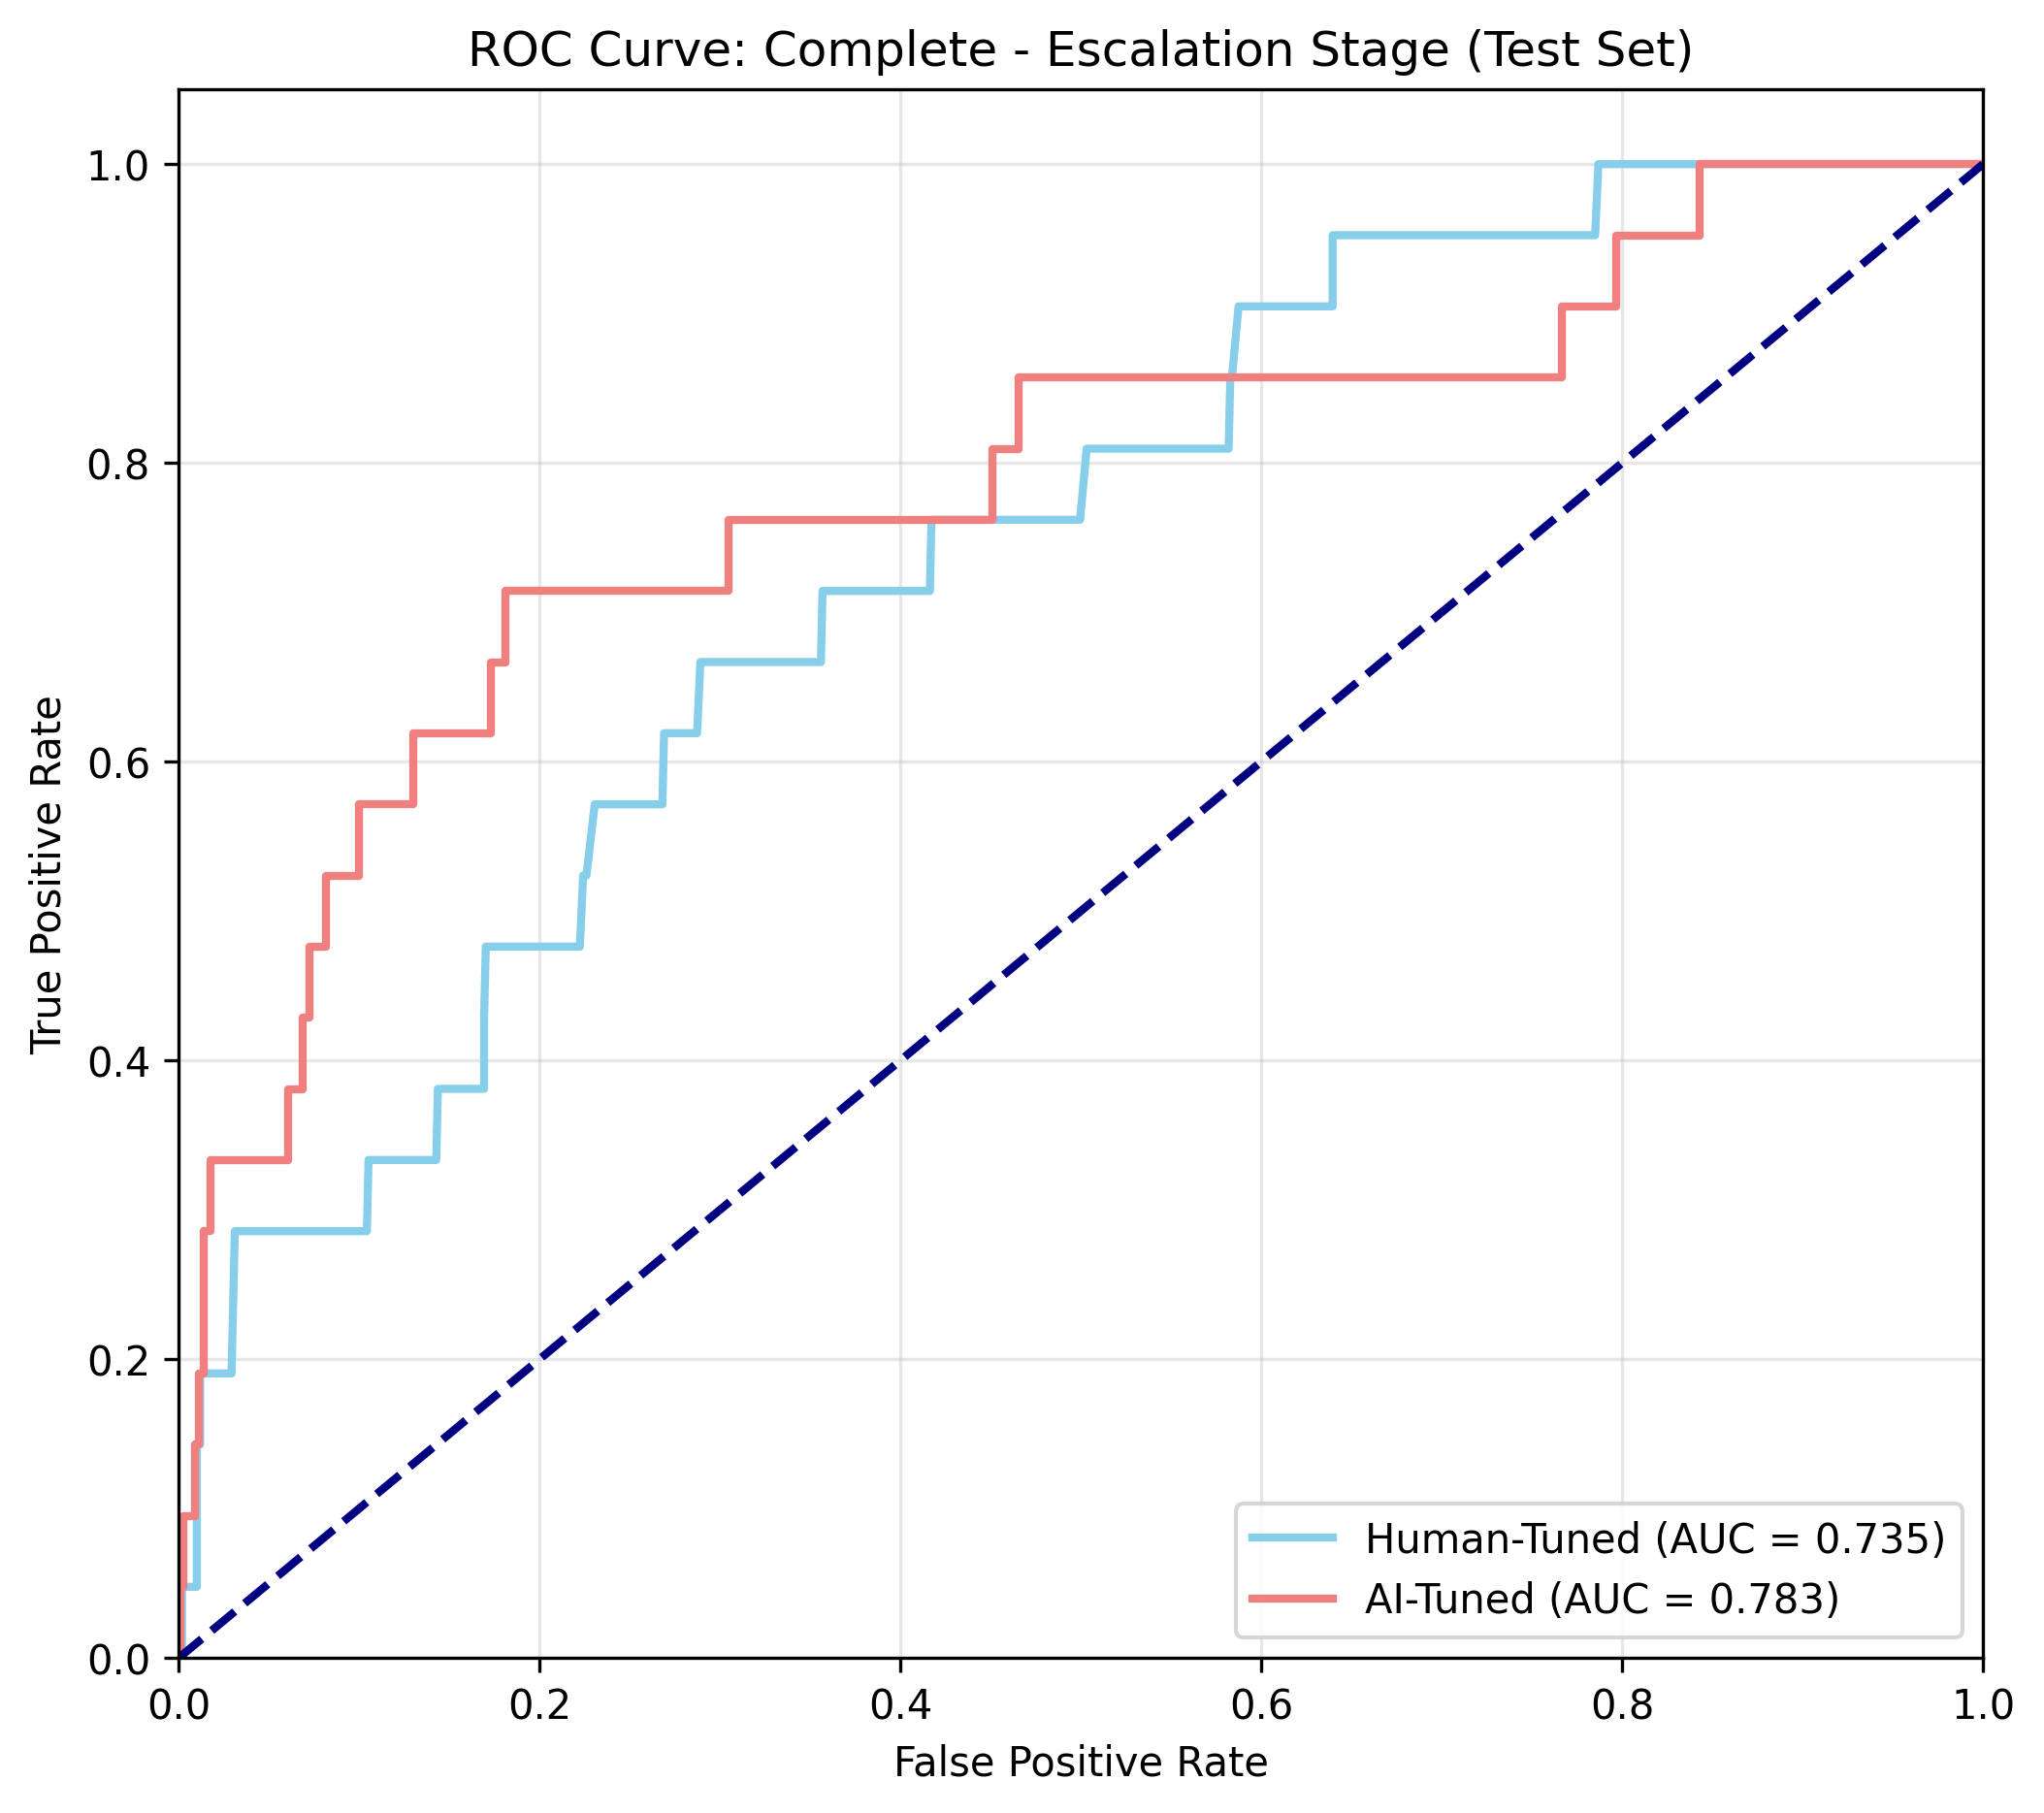 ROC Curve: Complete - Escalation Stage (Test Set)
True Positive Rate
1.0
0.8
0.6
0.4
0.2
0.0
0.0 0.2 0.4 0.6 0.8 1.0
False Positive Rate
Human-Tuned (AUC = 0.735)
AI-Tuned (AUC = 0.783)